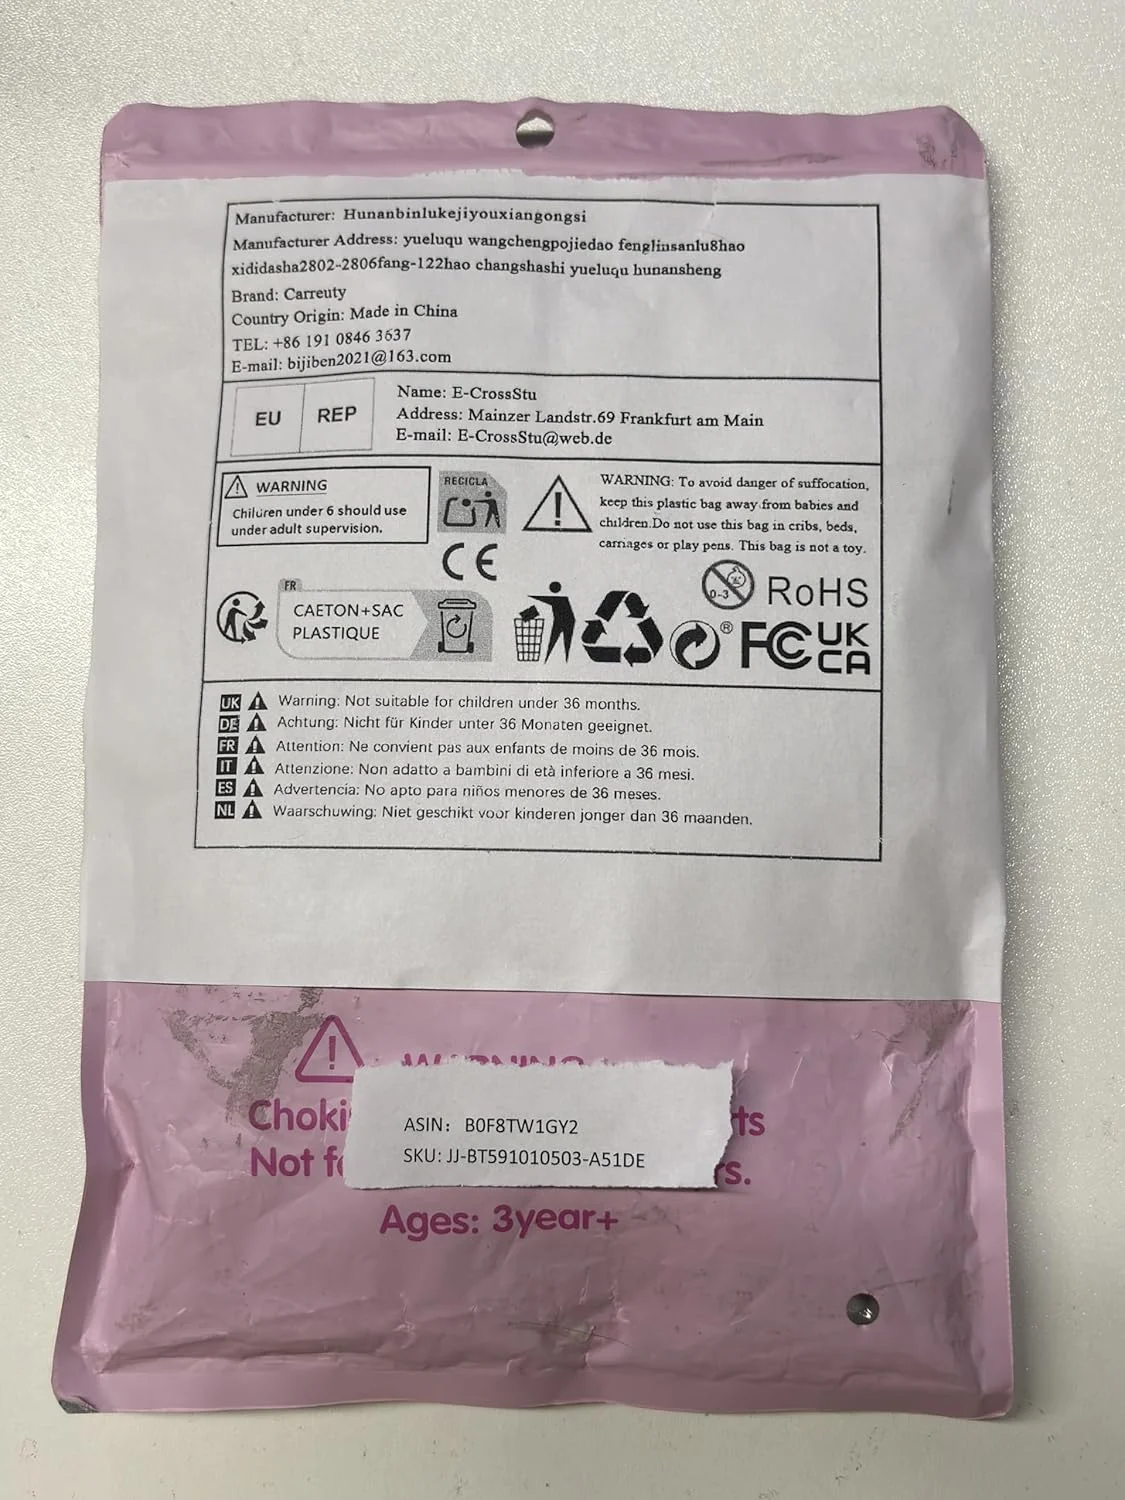 Manufacturer: Hunanbinlukejiyouxiangongsi
Manufacturer Address: yueluqu wangchengpojiedao fenglinsanlu8hao
xididasha2802-2806fang-122hao changshashi yueluqu hunansheng
Brand: Carreuty
Country Origin: Made in China
TEL: +86 191 0846 3637
E-mail: bijiben2021@163.com
EU REP
Name: E-CrossStu
Address: Mainzer Landstr.69 Frankfurt am Main
E-mail: E-CrossStu@web.de
WARNING
Children under 6 should use
under adult supervision.
RECICLA
CE
WARNING: To avoid danger of suffocation,
keep this plastic bag away from babies and
children.Do not use this bag in cribs, beds,
carriages or play pens. This bag is not a toy.
FR
CAETON+SAC
PLASTIQUE
0-3
RoHS
®
FC
UK
CA
UK Warning: Not suitable for children under 36 months.
DE Achtung: Nicht für Kinder unter 36 Monaten geeignet.
FR Attention: Ne convient pas aux enfants de moins de 36 mois.
IT Attenzione: Non adatto a bambini di età inferiore a 36 mesi.
ES Advertencia: No apto para niños menores de 36 meses.
NL Waarschuwing: Niet geschikt voor kinderen jonger dan 36 maanden.
WARNING
Choki ts
Not f s.
ASIN: B0F8TW1GY2
SKU: JJ-BT591010503-A51DE
Ages: 3year+